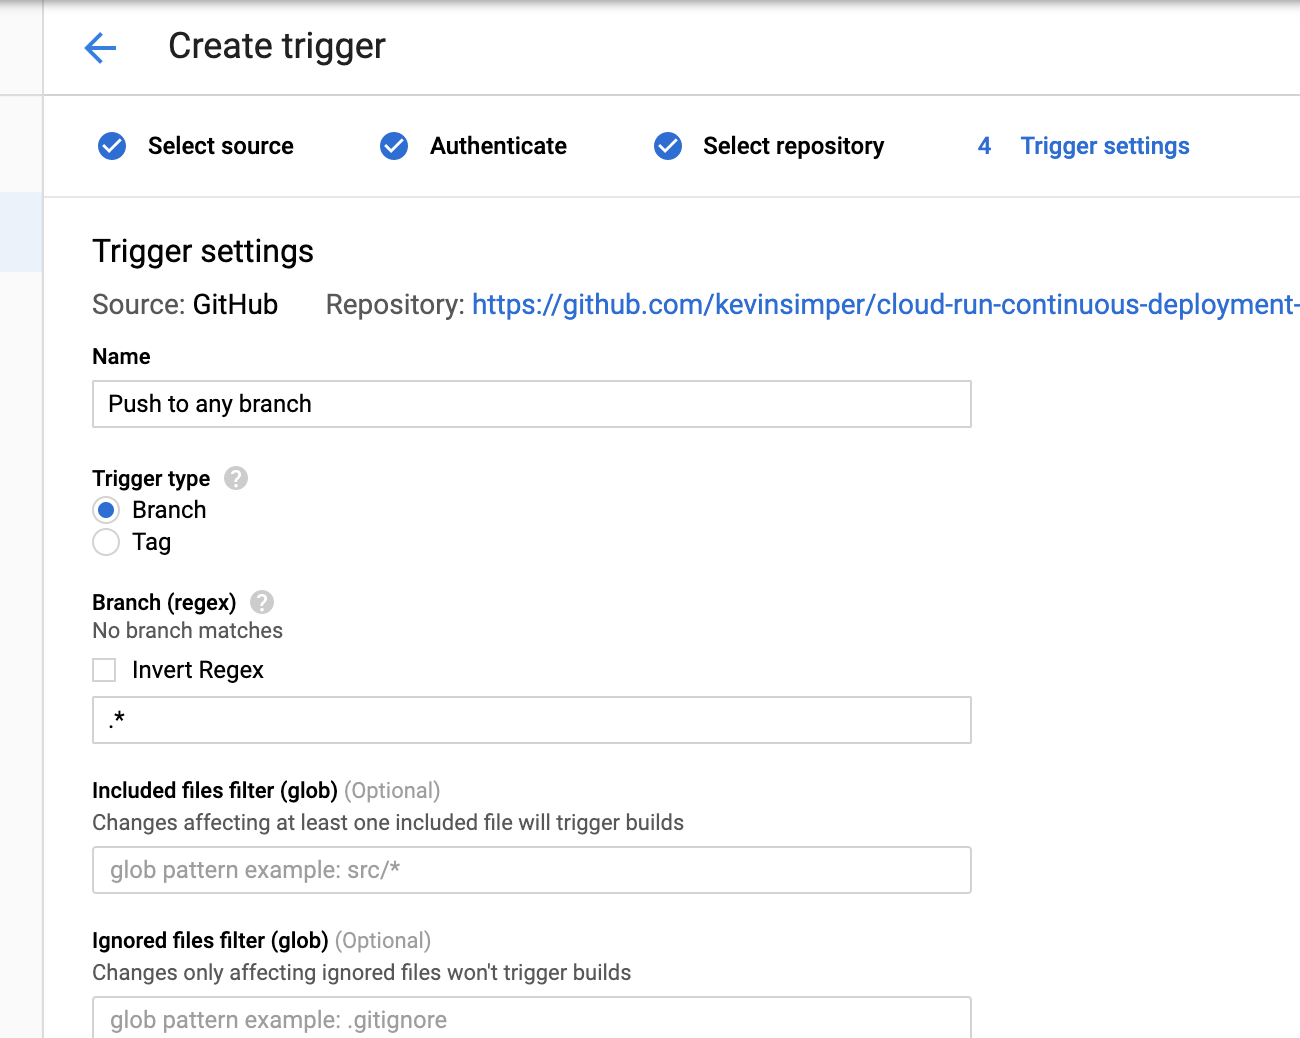 Create trigger
Select source Authenticate Select repository 4 Trigger settings
Trigger settings
Source: GitHub Repository: https://github.com/kevinsimper/cloud-run-continuous-deployment-
Name
Push to any branch
Trigger type ?
Branch
Tag
Branch (regex) ?
No branch matches
Invert Regex
.*
Included files filter (glob) (Optional)
Changes affecting at least one included file will trigger builds
glob pattern example: src/*
Ignored files filter (glob) (Optional)
Changes only affecting ignored files won't trigger builds
glob pattern example: .gitignore